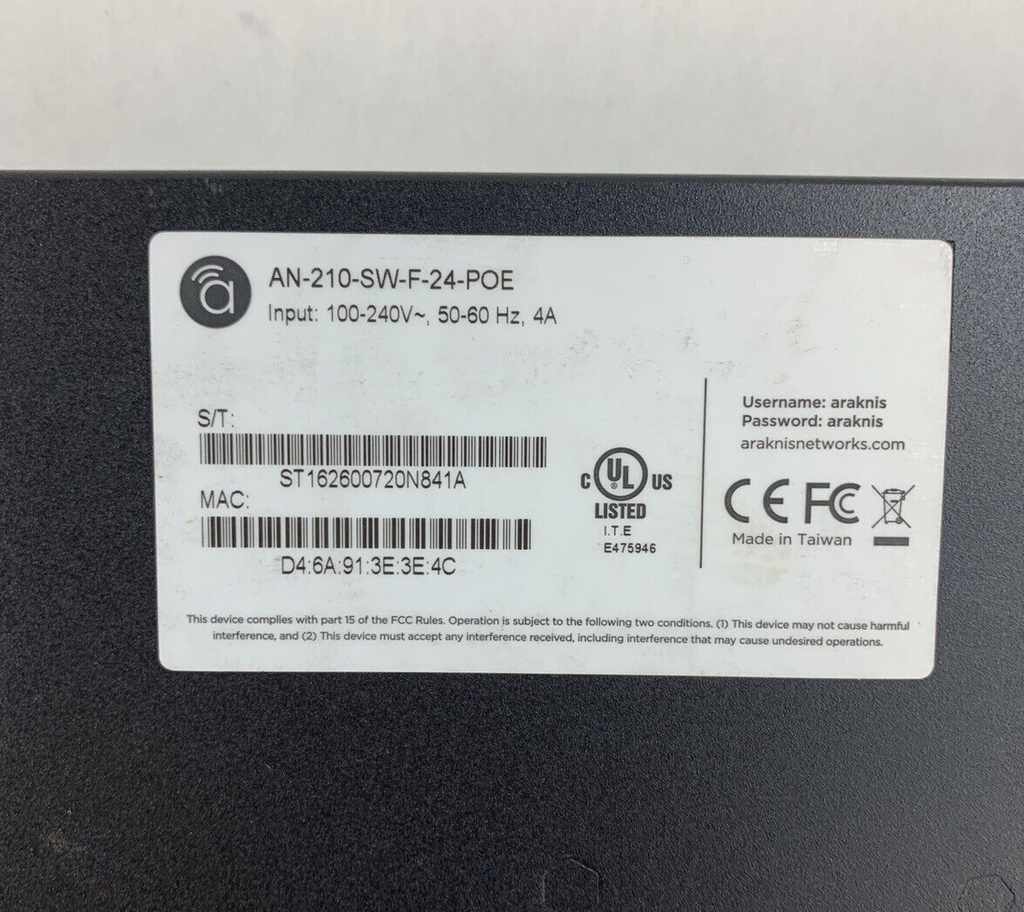 a
AN-210-SW-F-24-POE
Input: 100-240V~, 50-60 Hz, 4A
S/T:
ST162600720N841A
MAC:
D4:6A:91:3E:3E:4C
C UL US
LISTED
I.T.E
E475946
Username: araknis
Password: araknis
araknisnetworks.com
CE FC
Made in Taiwan
This device complies with part 15 of the FCC Rules. Operation is subject to the following two conditions. (1) This device may not cause harmful
interference, and (2) This device must accept any interference received, including interference that may cause undesired operations.